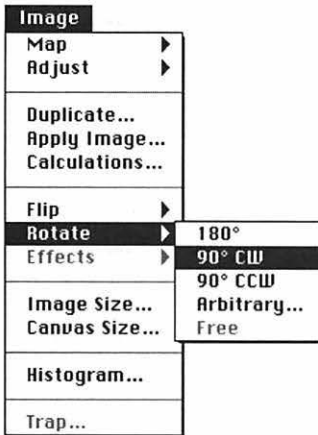 Image
Map
Adjust
Duplicate...
Apply Image...
Calculations...
Flip
Rotate
180°
90° CW
90° CCW
Arbitrary...
Free
Effects
Image Size...
Canvas Size...
Histogram...
Trap...